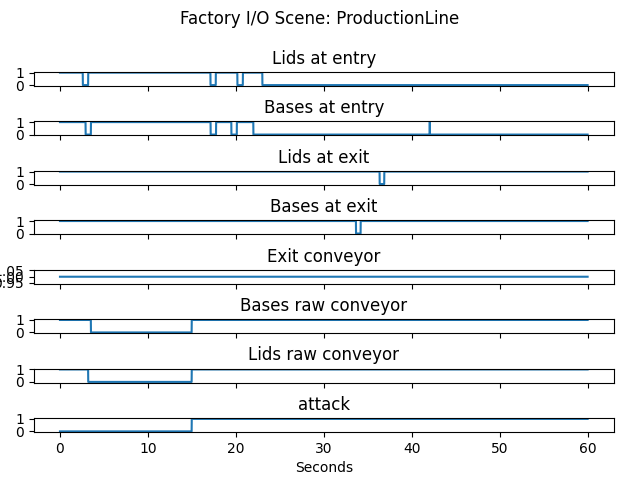 Factory I/O Scene: ProductionLine
Lids at entry
1
0
Bases at entry
1
0
Lids at exit
1
0
Bases at exit
1
0
Exit conveyor
Bases raw conveyor
1
0
Lids raw conveyor
1
0
attack
1
0
0 10 20 30 40 50 60
Seconds